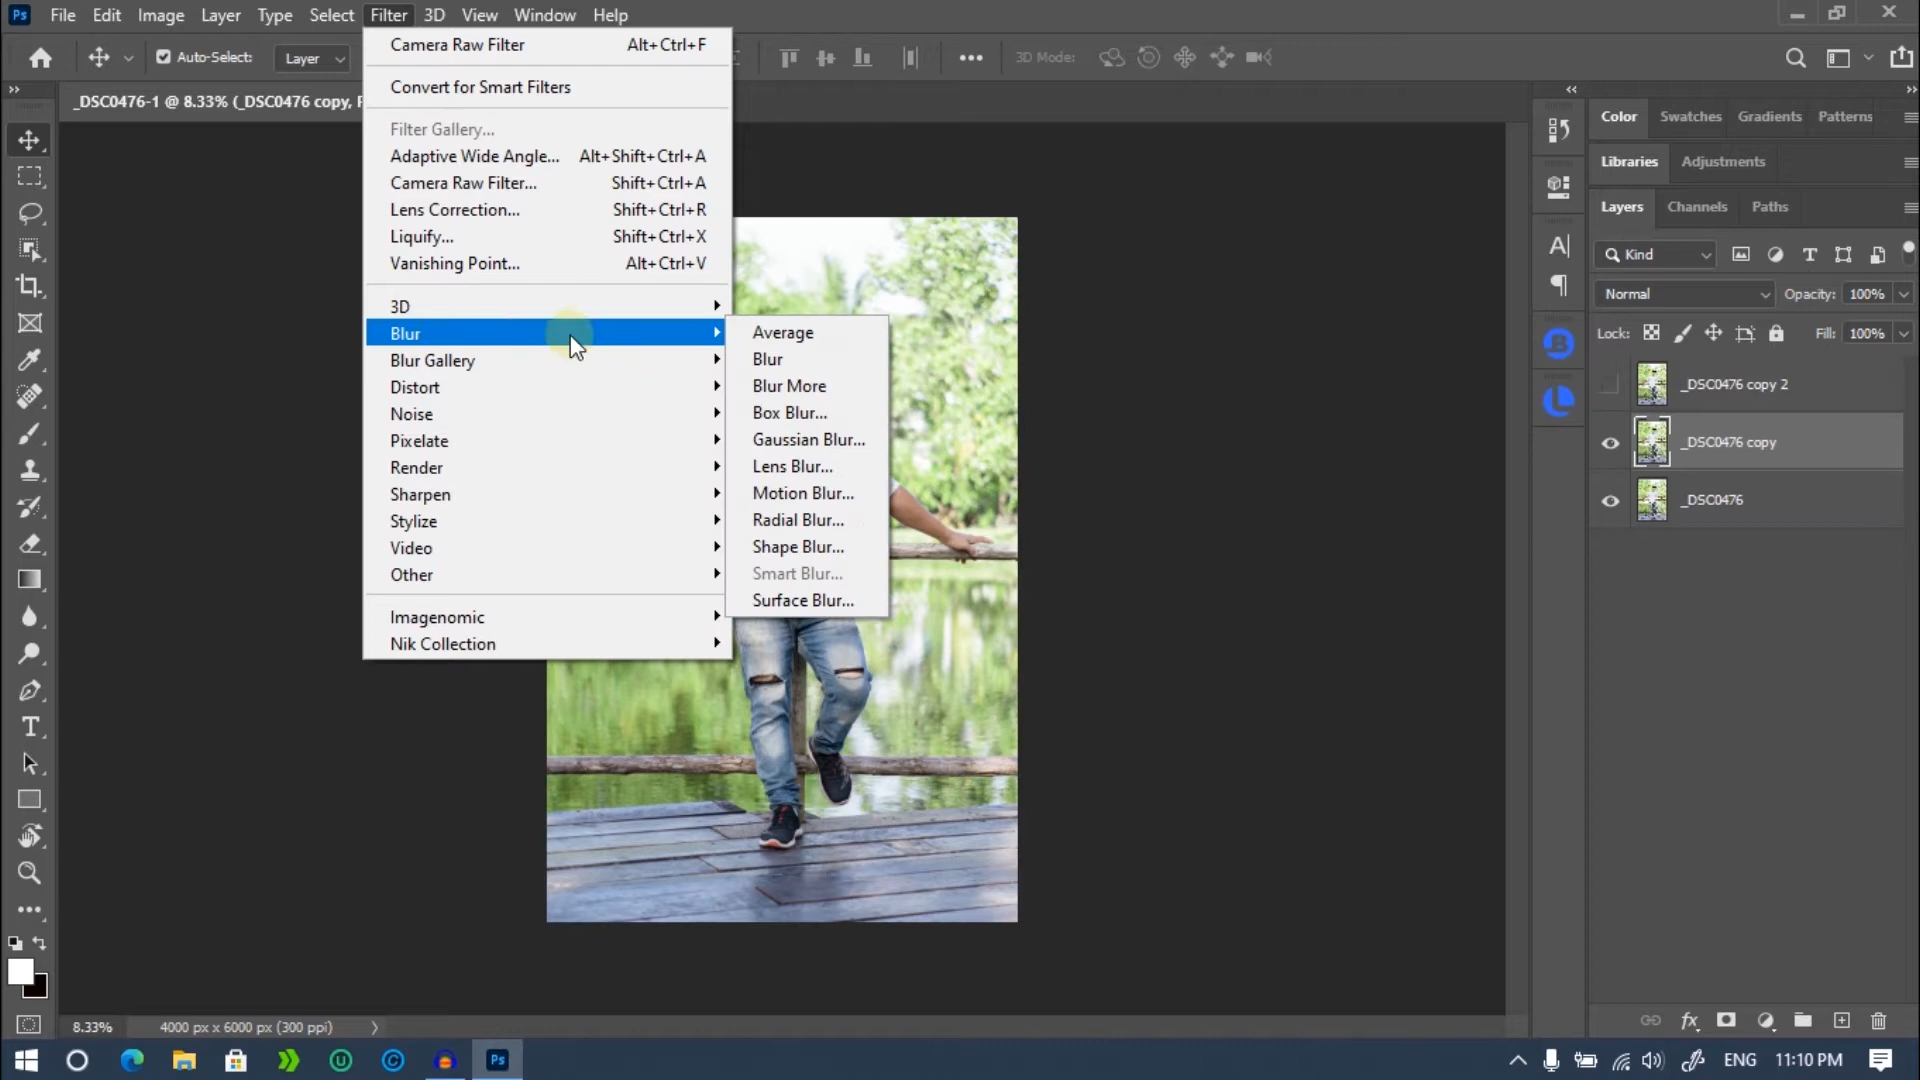 Ps File Edit Image Layer Type Select Filter 3D View Window Help
Auto-Select: Layer 3D Mode:
_DSC0476-1 @ 8.33% (_DSC0476 copy,
Camera Raw Filter Alt+Ctrl+F
Convert for Smart Filters
Filter Gallery...
Adaptive Wide Angle... Alt+Shift+Ctrl+A
Camera Raw Filter... Shift+Ctrl+A
Lens Correction... Shift+Ctrl+R
Liquify... Shift+Ctrl+X
Vanishing Point... Alt+Ctrl+V
3D
Blur
Blur Gallery
Distort
Noise
Pixelate
Render
Sharpen
Stylize
Video
Other
Imagenomic
Nik Collection
Average
Blur
Blur More
Box Blur...
Gaussian Blur...
Lens Blur...
Motion Blur...
Radial Blur...
Shape Blur...
Smart Blur...
Surface Blur...
Color Swatches Gradients Patterns
Libraries Adjustments
Layers Channels Paths
Kind
Normal Opacity: 100%
Lock: Fill: 100%
_DSC0476 copy 2
_DSC0476 copy
_DSC0476
8.33% 4000 px x 6000 px (300 ppi)
Ps ENG 11:10 PM